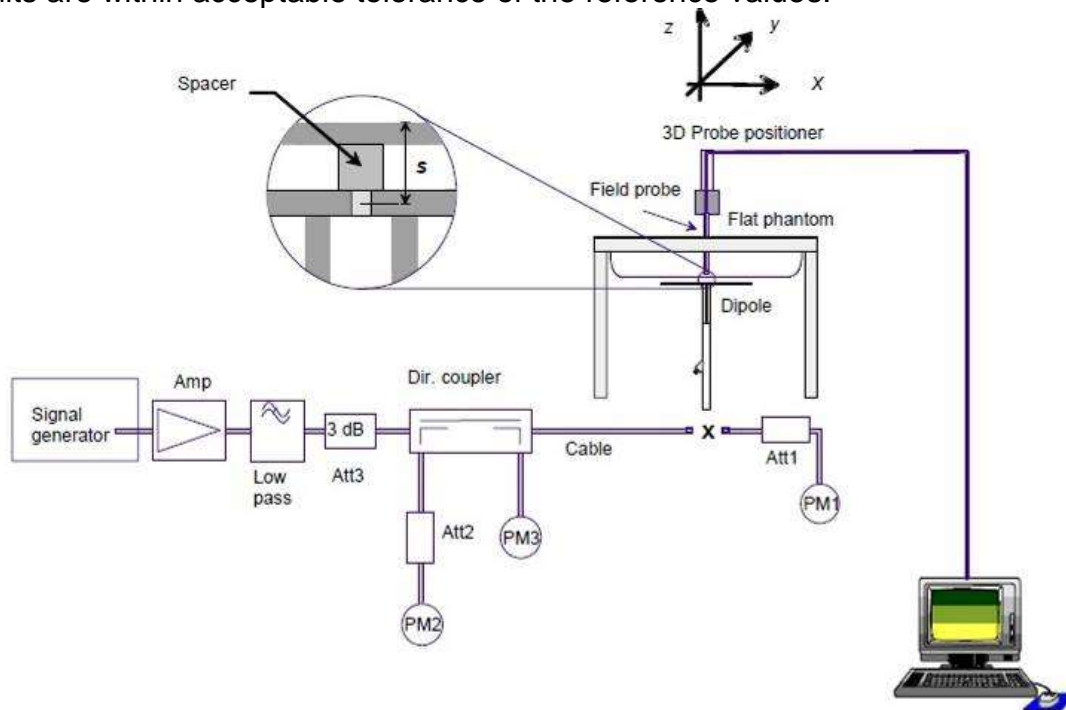 its are within acceptable tolerance of the reference values.
z
y
X
Spacer
s
3D Probe positioner
Field probe
Flat phantom
Dipole
Signal
generator
Amp
Low
pass
3 dB
Att3
Dir. coupler
Cable
X
Att1
PM1
Att2
PM3
PM2